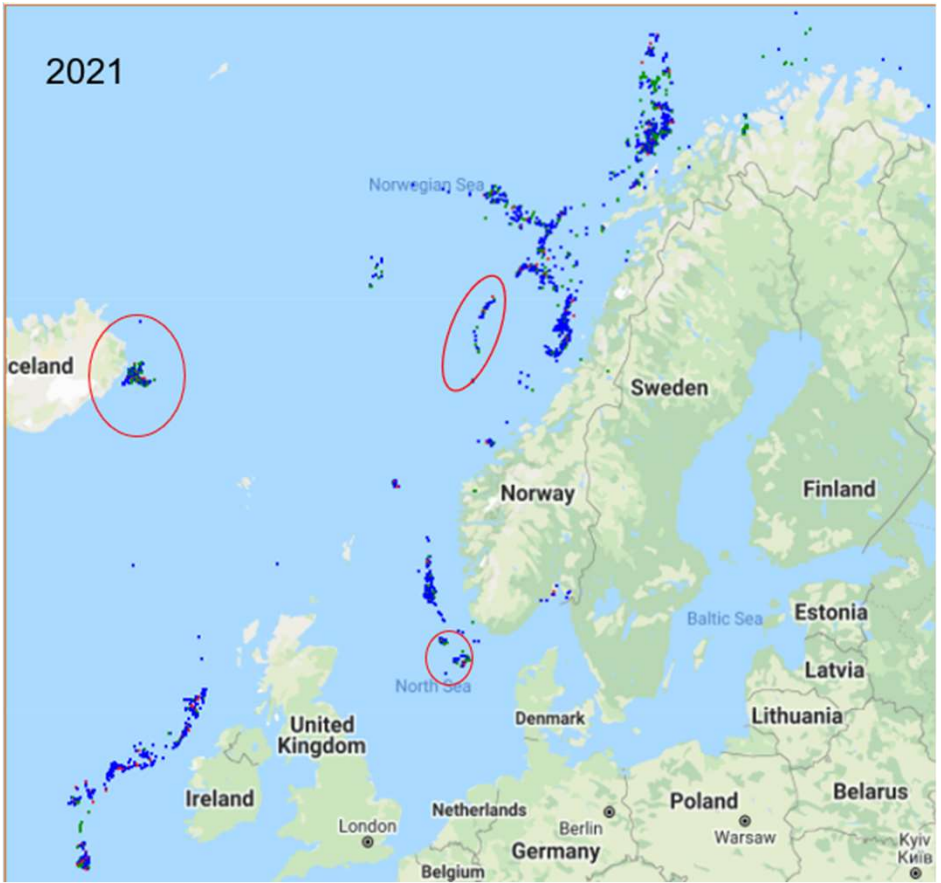 2021
Norwegian Sea
celand
Sweden
Norway
Finland
Baltic Sea
Estonia
Latvia
North Sea
Lithuania
Denmark
United
Kingdom
Ireland
Netherlands
Poland
Belarus
London
Berlin
Warsaw
Germany
Kyiv
Київ
Belgium